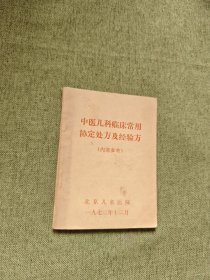 中医儿科临床常用
协定处方及经验方
(内部参考)
北京儿童医院
一九七三年十二月